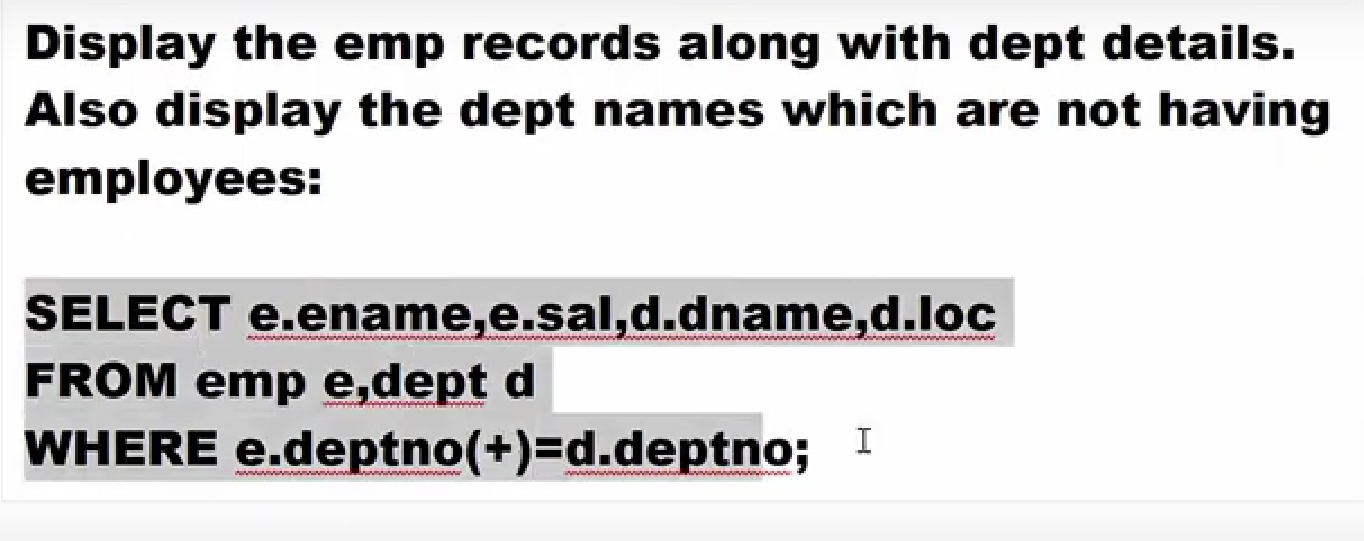 Display the emp records along with dept details.
Also display the dept names which are not having
employees:
SELECT e.ename,e.sal,d.dname,d.loc
FROM emp e,dept d
WHERE e.deptno(+)=d.deptno;